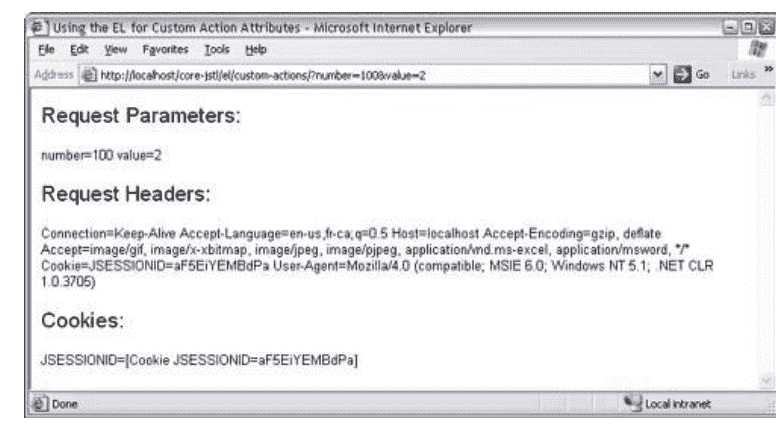 Using the EL for Custom Action Attributes - Microsoft Internet Explorer
File Edit View Favorites Tools Help
Address http://localhost/core-jstl/el/custom-actions/?number=100&value=2 Go Links »
Request Parameters:
number=100 value=2
Request Headers:
Connection=Keep-Alive Accept-Language=en-us,fr-ca;q=0.5 Host=localhost Accept-Encoding=gzip, deflate
Accept=image/gif, image/x-xbitmap, image/jpeg, image/pjpeg, application/vnd.ms-excel, application/msword, */*
Cookie=JSESSIONID=aF5EiYEMBdPa User-Agent=Mozilla/4.0 (compatible; MSIE 6.0; Windows NT 5.1; .NET CLR
1.0.3705)
Cookies:
JSESSIONID=[Cookie JSESSIONID=aF5EiYEMBdPa]
Done Local intranet